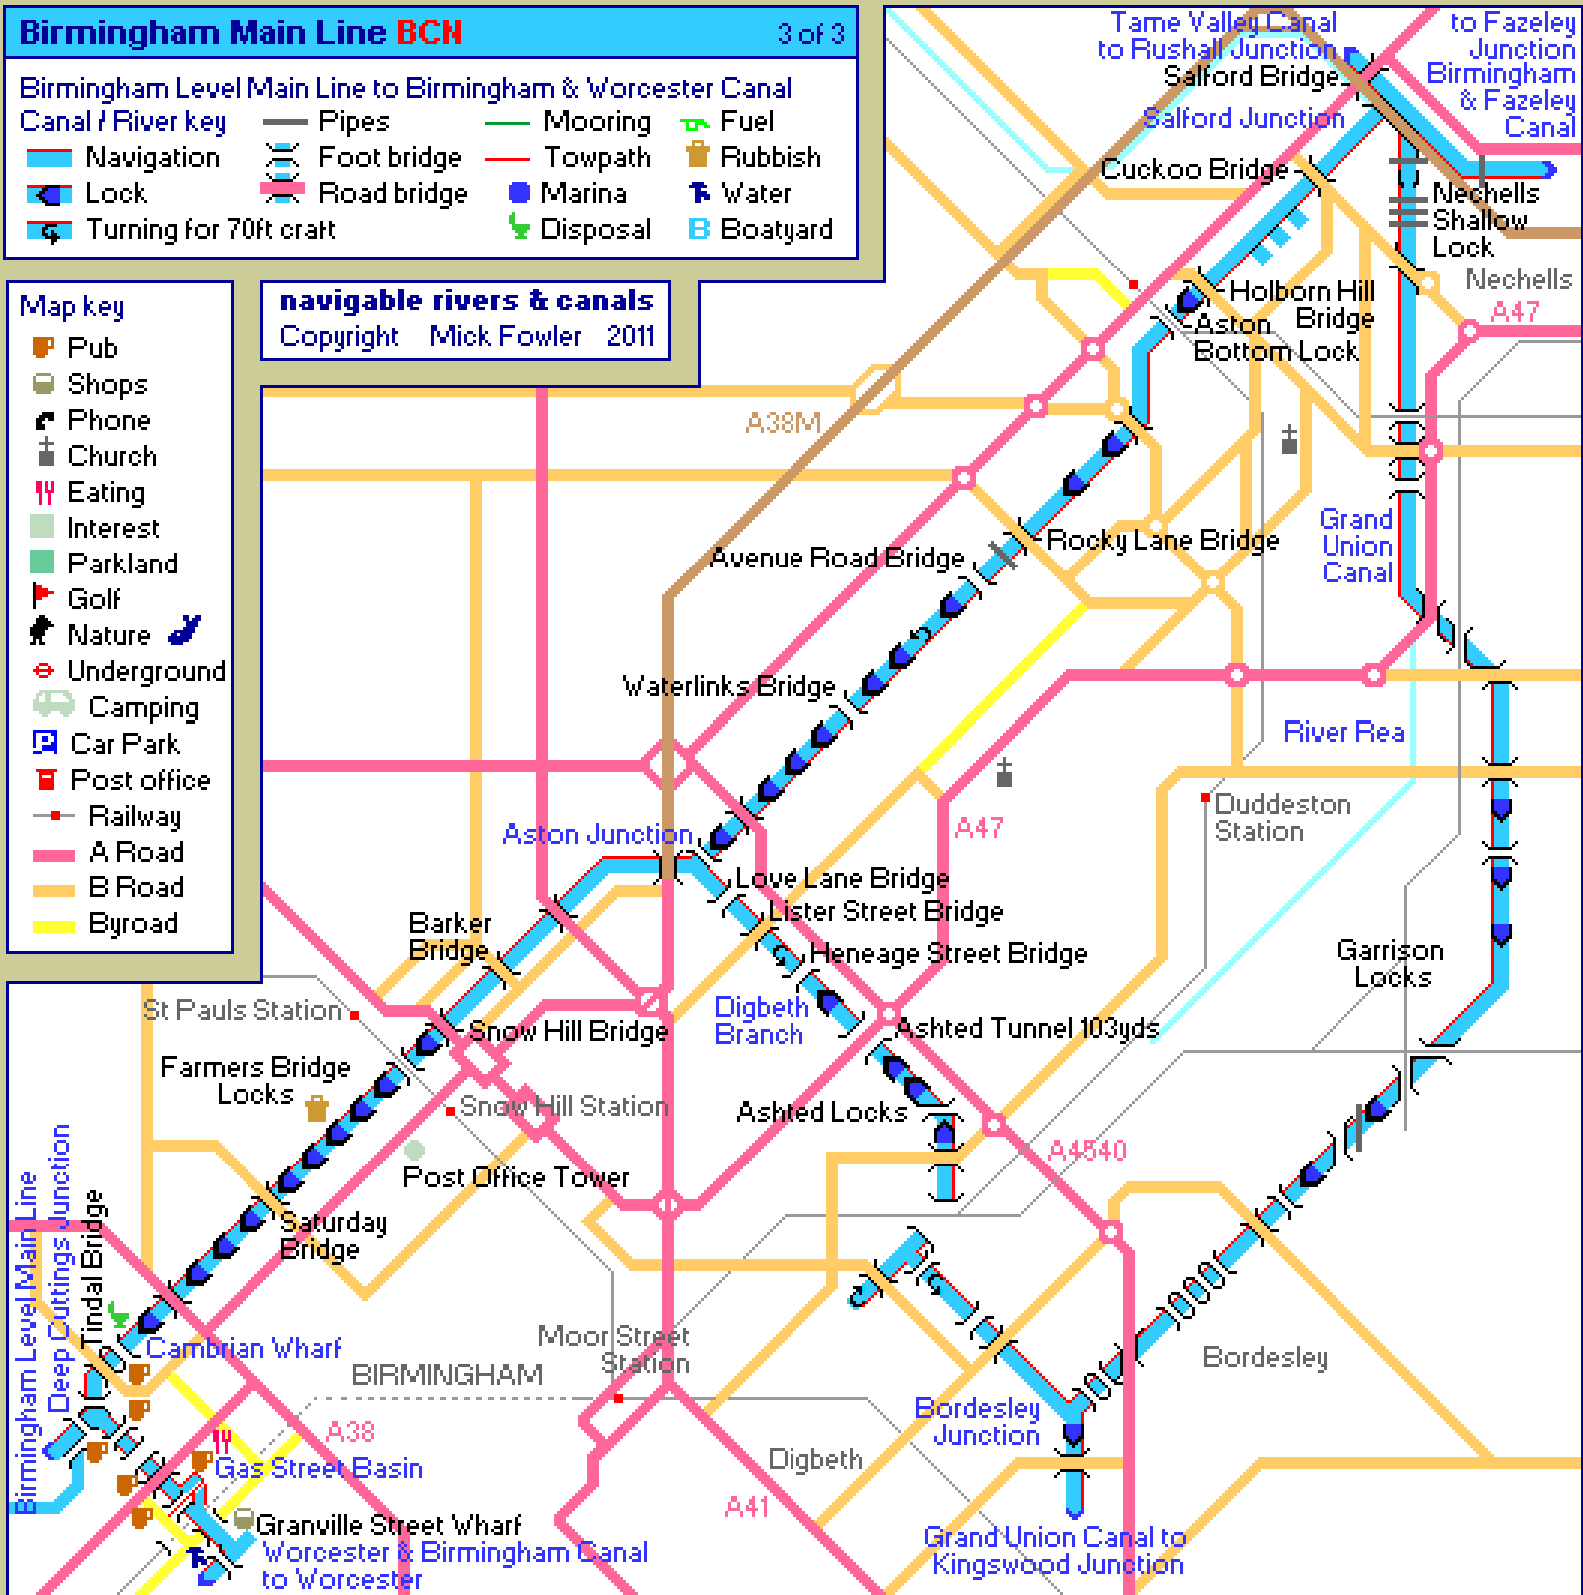 Birmingham Main Line BCN
3 of 3
Birmingham Level Main Line to Birmingham & Worcester Canal
Canal / River key
Pipes
Mooring
Fuel
Navigation
Foot bridge
Towpath
Rubbish
Lock
Road bridge
Marina
Water
Turning for 70ft craft
Disposal
Boatyard
Map key
Pub
Shops
Phone
Church
Eating
Interest
Parkland
Golf
Nature
Underground
Camping
Car Park
Post office
Railway
A Road
B Road
Byroad
navigable rivers & canals
Copyright Mick Fowler 2011
Tame Valley Canal
to Rushall Junction
Salford Bridge
Salford Junction
to Fazeley
Junction
Birmingham
& Fazeley
Canal
Cuckoo Bridge
Nechells
Shallow
Lock
Nechells
A47
Holborn Hill
Bridge
Aston
Bottom Lock
A38M
Grand
Union
Canal
Rocky Lane Bridge
Avenue Road Bridge
Waterlinks Bridge
River Rea
Duddeston
Station
A47
Aston Junction
Love Lane Bridge
Lister Street Bridge
Heneage Street Bridge
Barker
Bridge
Garrison
Locks
St Pauls Station
Snow Hill Bridge
Digbeth
Branch
Ashted Tunnel 103yds
Farmers Bridge
Locks
Snow Hill Station
Ashted Locks
A4540
Post Office Tower
Saturday
Bridge
Birmingham Level Main Line
Deep Cuttings Junction
Tindal Bridge
Cambrian Wharf
Moor Street
Station
BIRMINGHAM
Bordesley
Bordesley
Junction
A38
Digbeth
Gas Street Basin
A41
Granville Street Wharf
Worcester & Birmingham Canal
to Worcester
Grand Union Canal to
Kingswood Junction